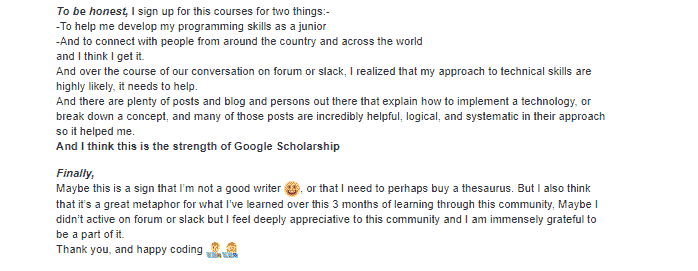 To be honest, I sign up for this courses for two things:-
-To help me develop my programming skills as a junior
-And to connect with people from around the country and across the world
and I think I get it.
And over the course of our conversation on forum or slack, I realized that my approach to technical skills are
highly likely, it needs to help.
And there are plenty of posts and blog and persons out there that explain how to implement a technology, or
break down a concept, and many of those posts are incredibly helpful, logical, and systematic in their approach
so it helped me.
And I think this is the strength of Google Scholarship
Finally,
Maybe this is a sign that I'm not a good writer 😄, or that I need to perhaps buy a thesaurus. But I also think
that it's a great metaphor for what I've learned over this 3 months of learning through this community, Maybe I
didn't active on forum or slack but I feel deeply appreciative to this community and I am immensely grateful to
be a part of it.
Thank you, and happy coding